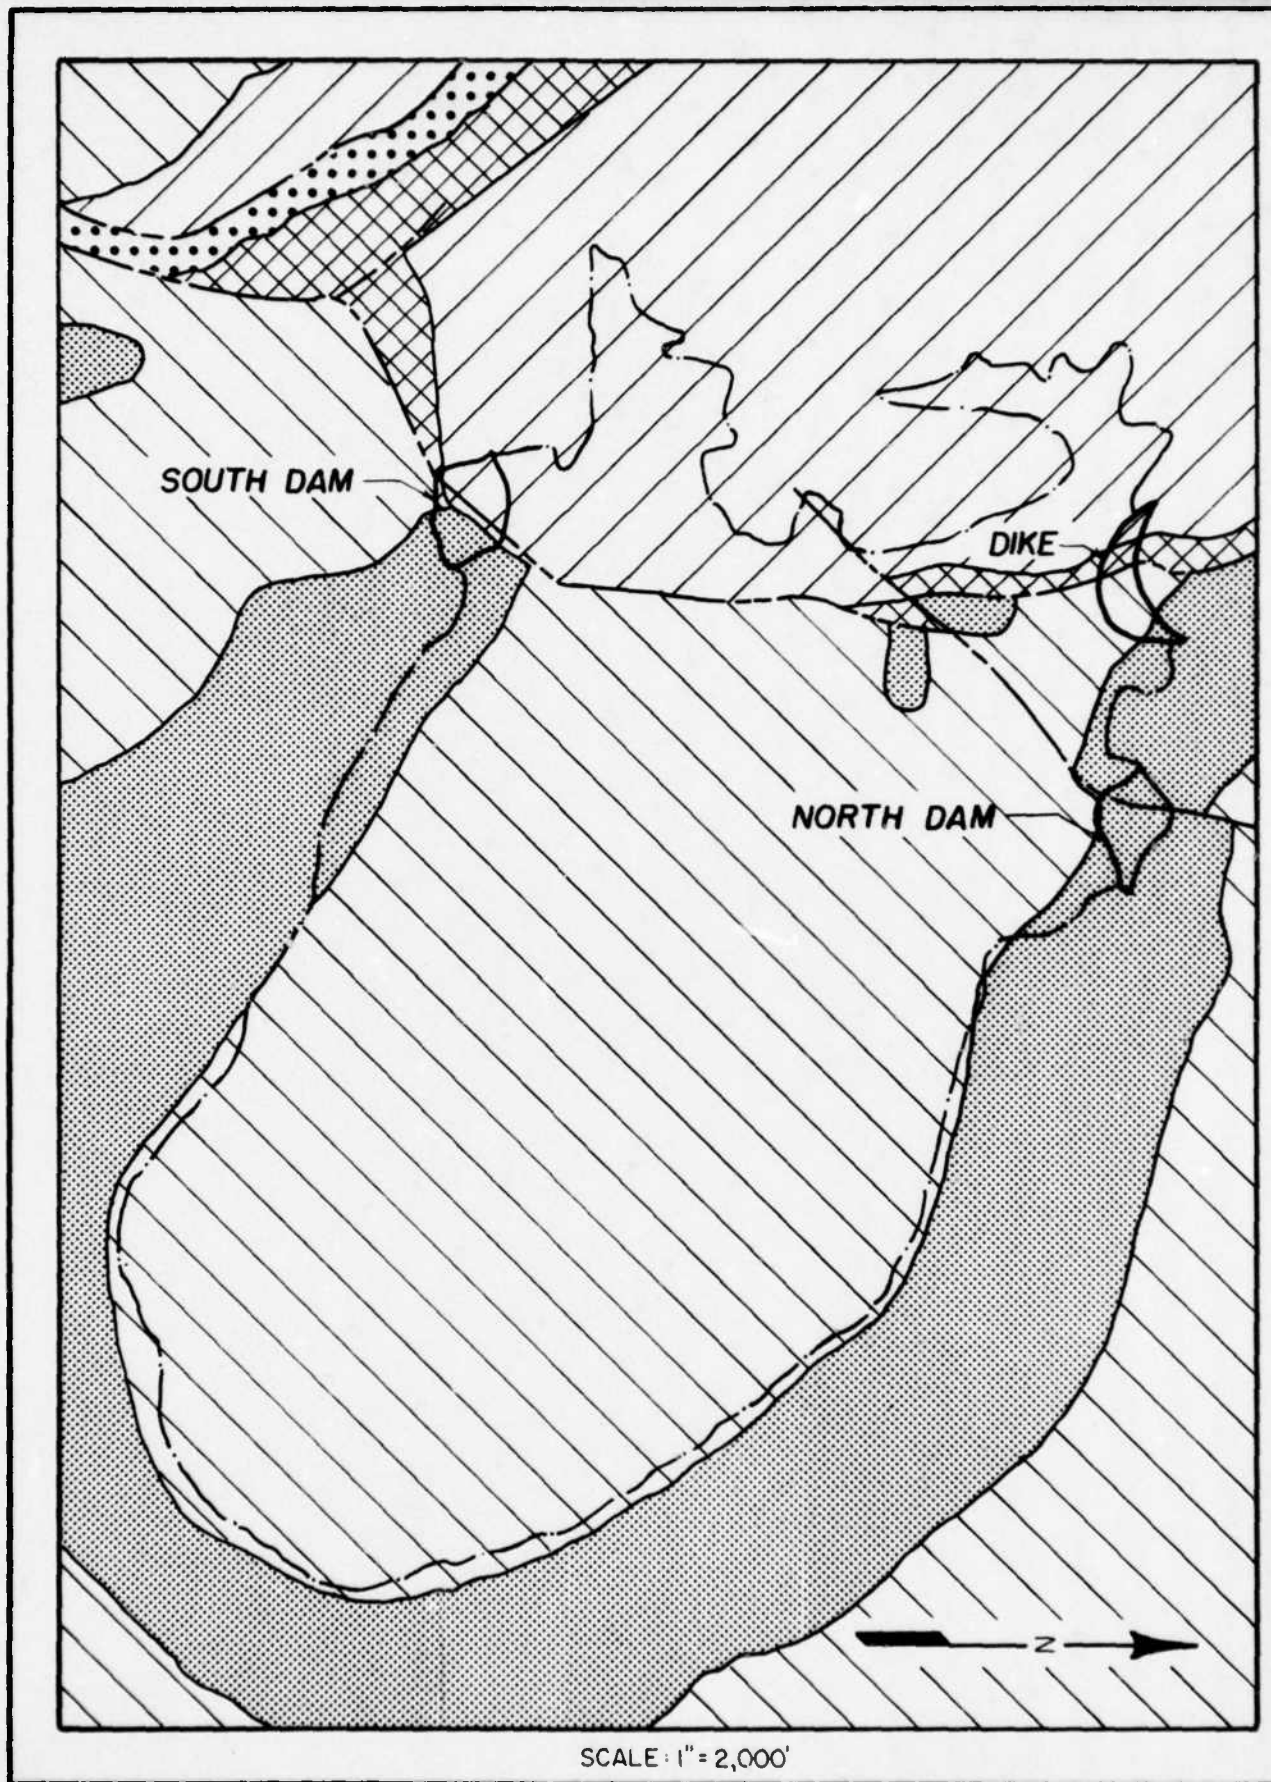 SOUTH DAM
DIKE
NORTH DAM
N
SCALE: 1" = 2,000'